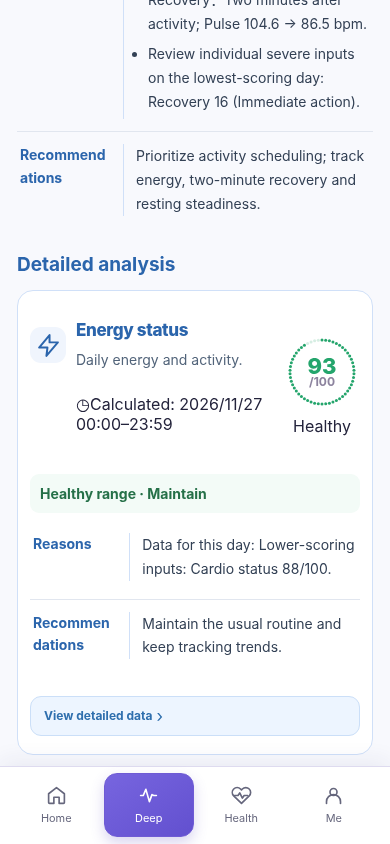 Recovery: Two minutes after
activity; Pulse 104.6 → 86.5 bpm.
• Review individual severe inputs
on the lowest-scoring day:
Recovery 16 (Immediate action).
Recommend
ations
Prioritize activity scheduling; track
energy, two-minute recovery and
resting steadiness.
Detailed analysis
Energy status
Daily energy and activity.
◷Calculated: 2026/11/27
00:00–23:59
93
/100
Healthy
Healthy range · Maintain
Reasons
Data for this day: Lower-scoring
inputs: Cardio status 88/100.
Recommen
dations
Maintain the usual routine and
keep tracking trends.
View detailed data ›
Home
Deep
Health
Me